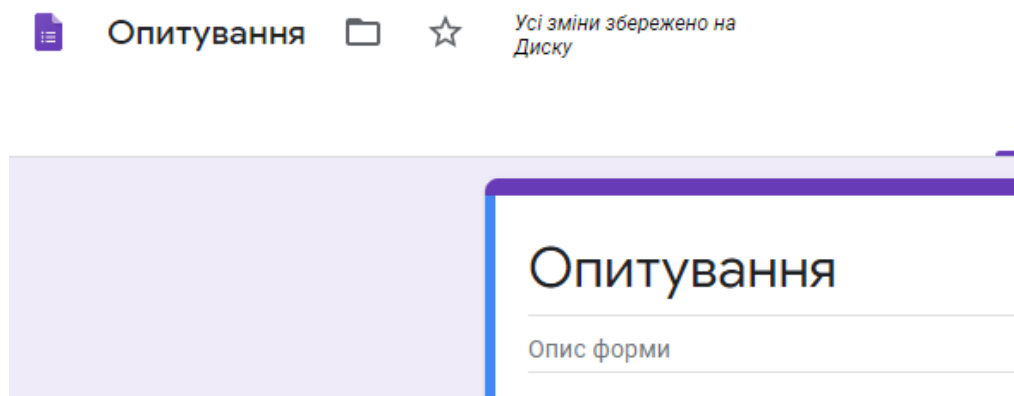 Опитування
Усі зміни збережено на
Диску
Опитування
Опис форми